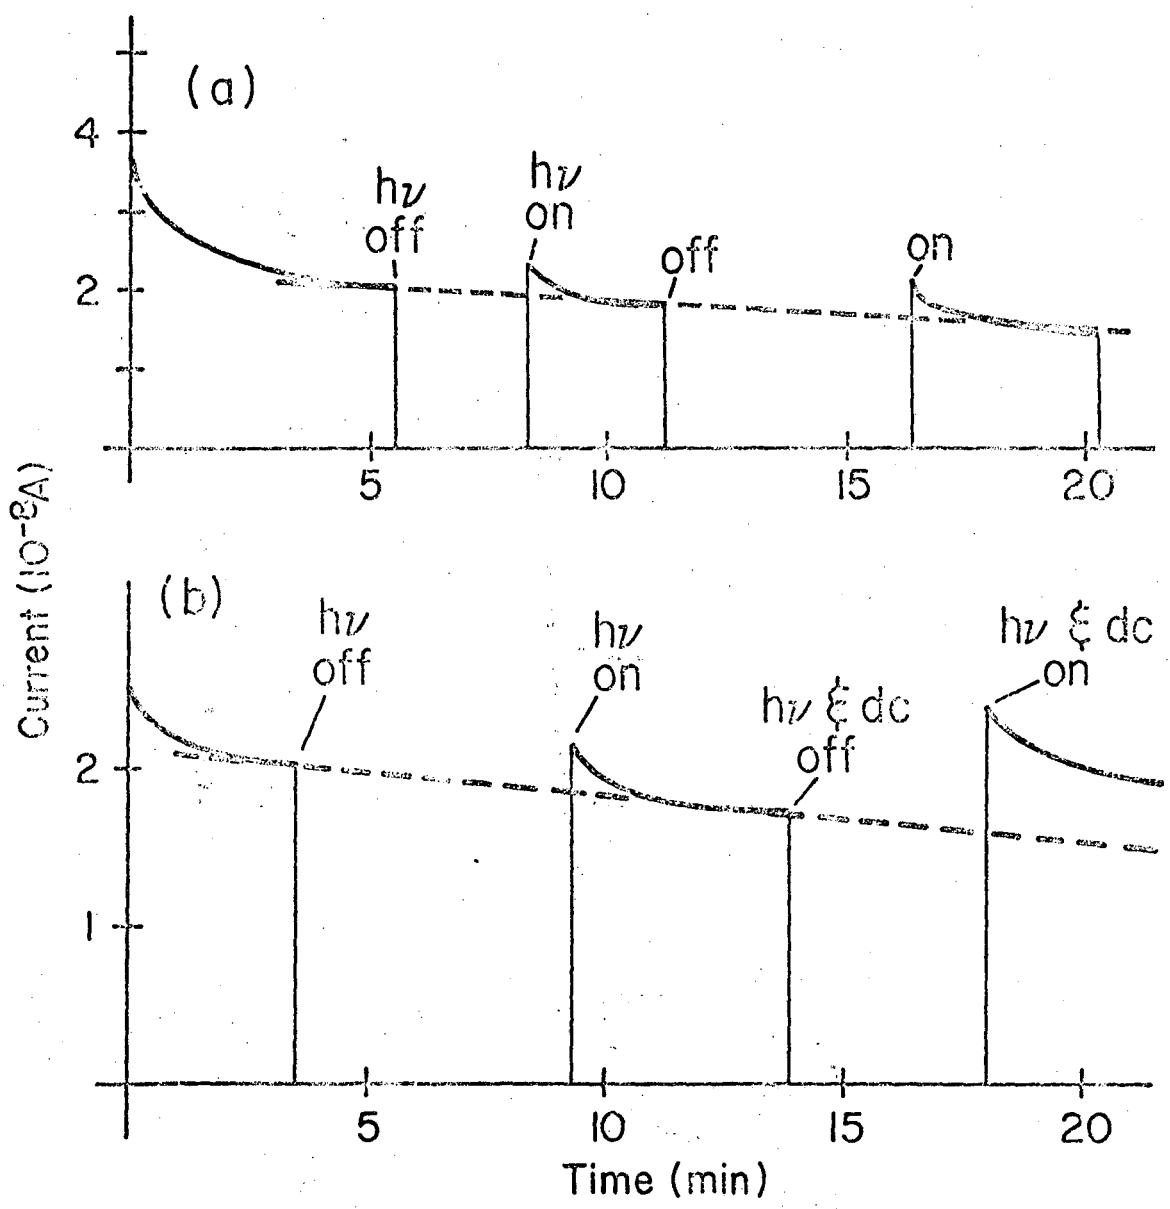 (a)
4
hν
off
hν
on
off
on
2
5
10
15
20
Current (10⁻⁸A)
(b)
hν
off
hν
on
hν & dc
off
hν & dc
on
2
1
5
10
15
20
Time (min)